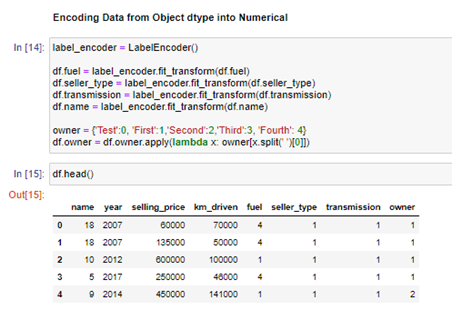 Encoding Data from Object dtype into Numerical
In [14]: label_encoder = LabelEncoder()
df.fuel = label_encoder.fit_transform(df.fuel)
df.seller_type = label_encoder.fit_transform(df.seller_type)
df.transmission = label_encoder.fit_transform(df.transmission)
df.name = label_encoder.fit_transform(df.name)
owner = {'Test':0, 'First':1,'Second':2,'Third':3, 'Fourth': 4}
df.owner = df.owner.apply(lambda x: owner[x.split(' ')[0]])
In [15]: df.head()
Out[15]:
name year selling_price km_driven fuel seller_type transmission owner
0 18 2007 60000 70000 4 1 1 1
1 18 2007 135000 50000 4 1 1 1
2 10 2012 600000 100000 1 1 1 1
3 5 2017 250000 46000 4 1 1 1
4 9 2014 450000 141000 1 1 1 2